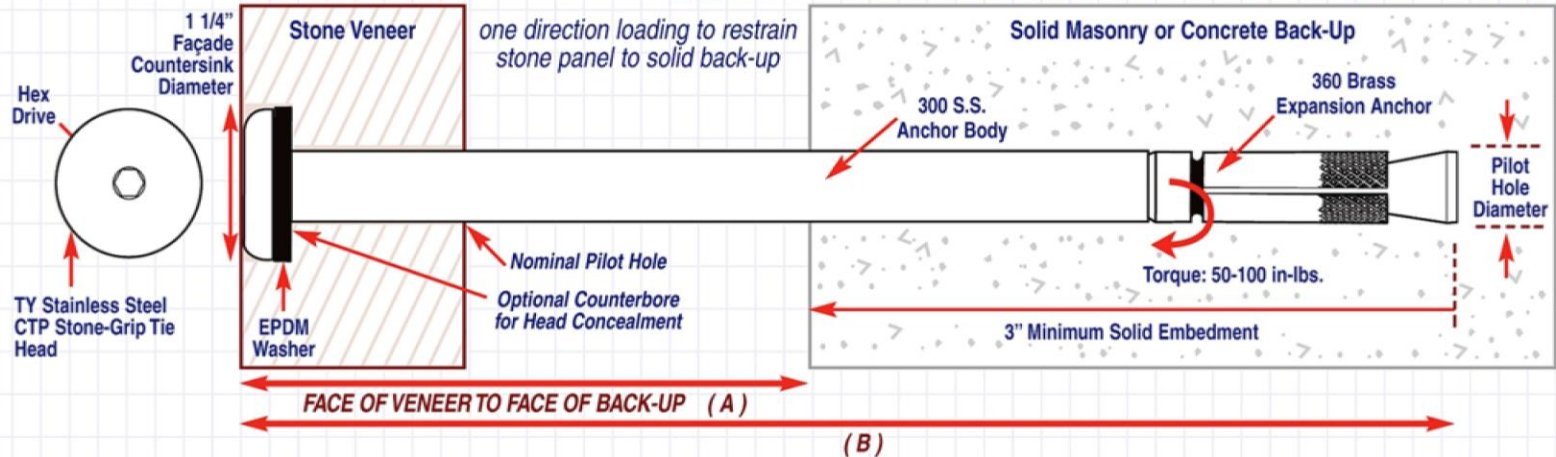 1 1/4”
Façade
Countersink
Diameter
Hex
Drive
TY Stainless Steel
CTP Stone-Grip Tie
Head
Stone Veneer
one direction loading to restrain
stone panel to solid back-up
Solid Masonry or Concrete Back-Up
300 S.S.
Anchor Body
360 Brass
Expansion Anchor
Pilot
Hole
Diameter
Nominal Pilot Hole
Optional Counterbore
for Head Concealment
EPDM
Washer
Torque: 50-100 in-lbs.
3” Minimum Solid Embedment
FACE OF VENEER TO FACE OF BACK-UP ( A )
( B )